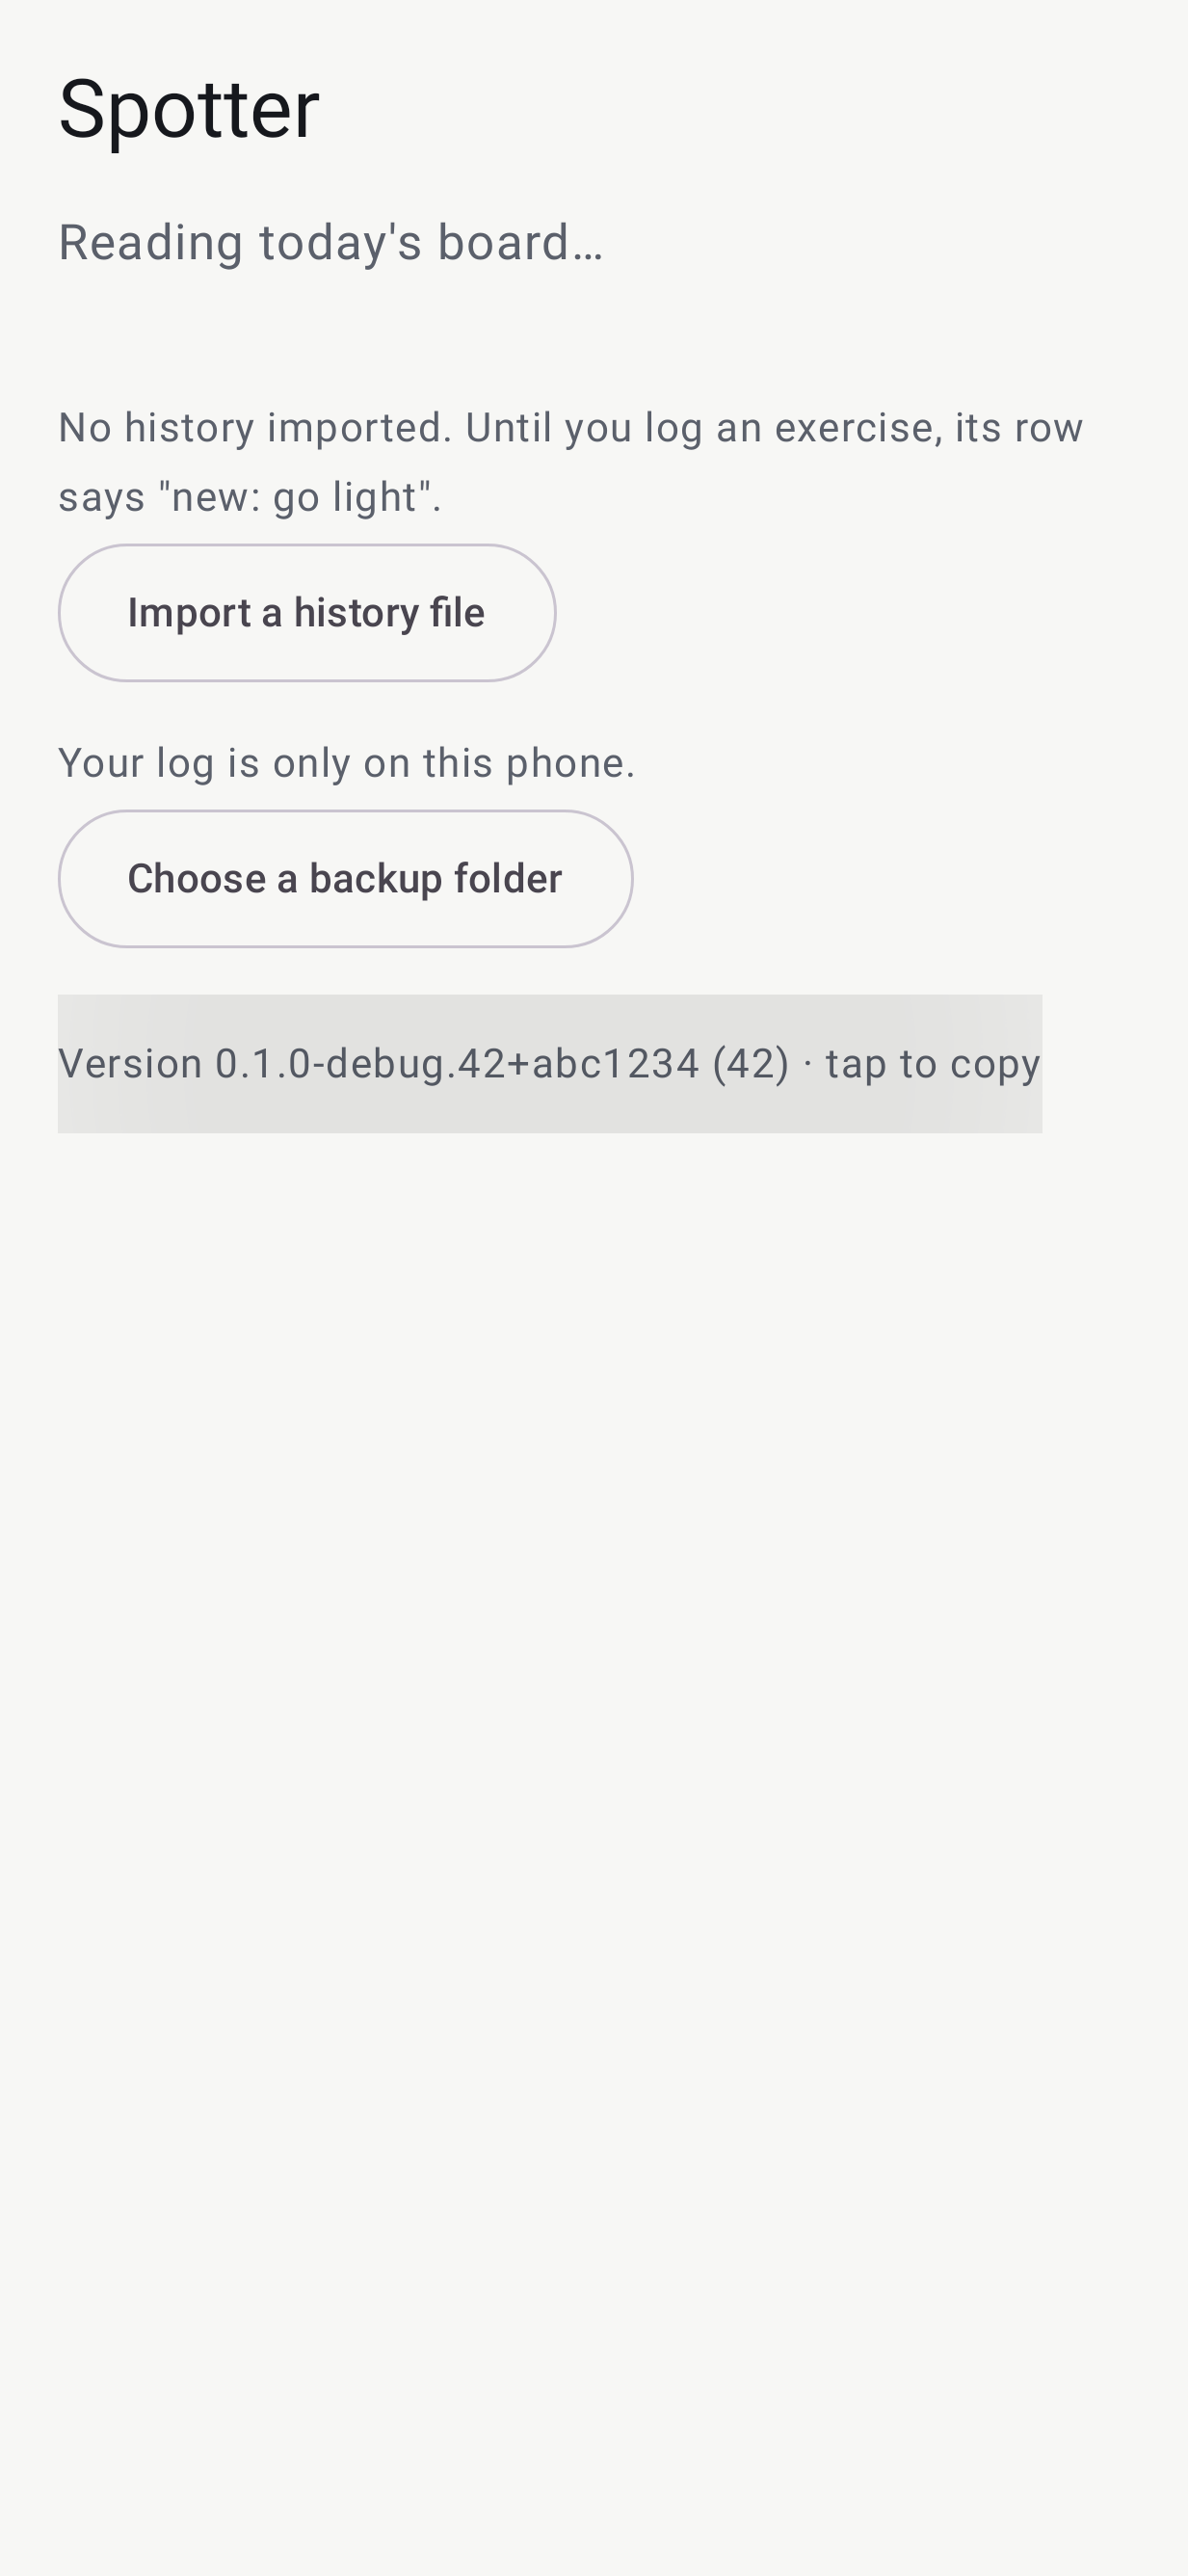 Spotter
Reading today's board…
No history imported. Until you log an exercise, its row
says "new: go light".
Import a history file
Your log is only on this phone.
Choose a backup folder
Version 0.1.0-debug.42+abc1234 (42) · tap to copy